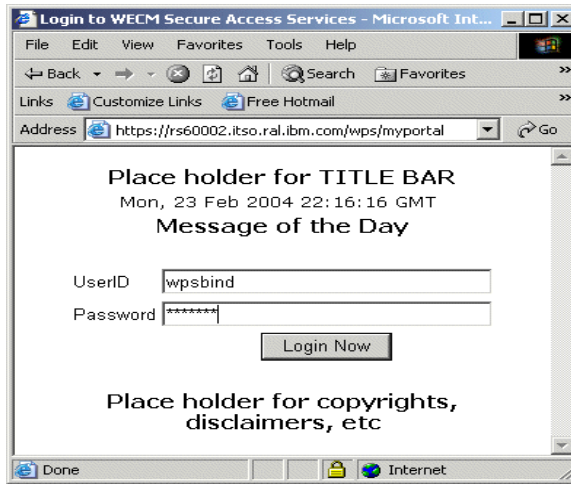 Login to WECM Secure Access Services - Microsoft Int...
File Edit View Favorites Tools Help
Back Search Favorites »
Links Customize Links Free Hotmail »
Address https://rs60002.itso.ral.ibm.com/wps/myportal Go
Place holder for TITLE BAR
Mon, 23 Feb 2004 22:16:16 GMT
Message of the Day
UserID wpsbind
Password *******
Login Now
Place holder for copyrights,
disclaimers, etc
Done Internet